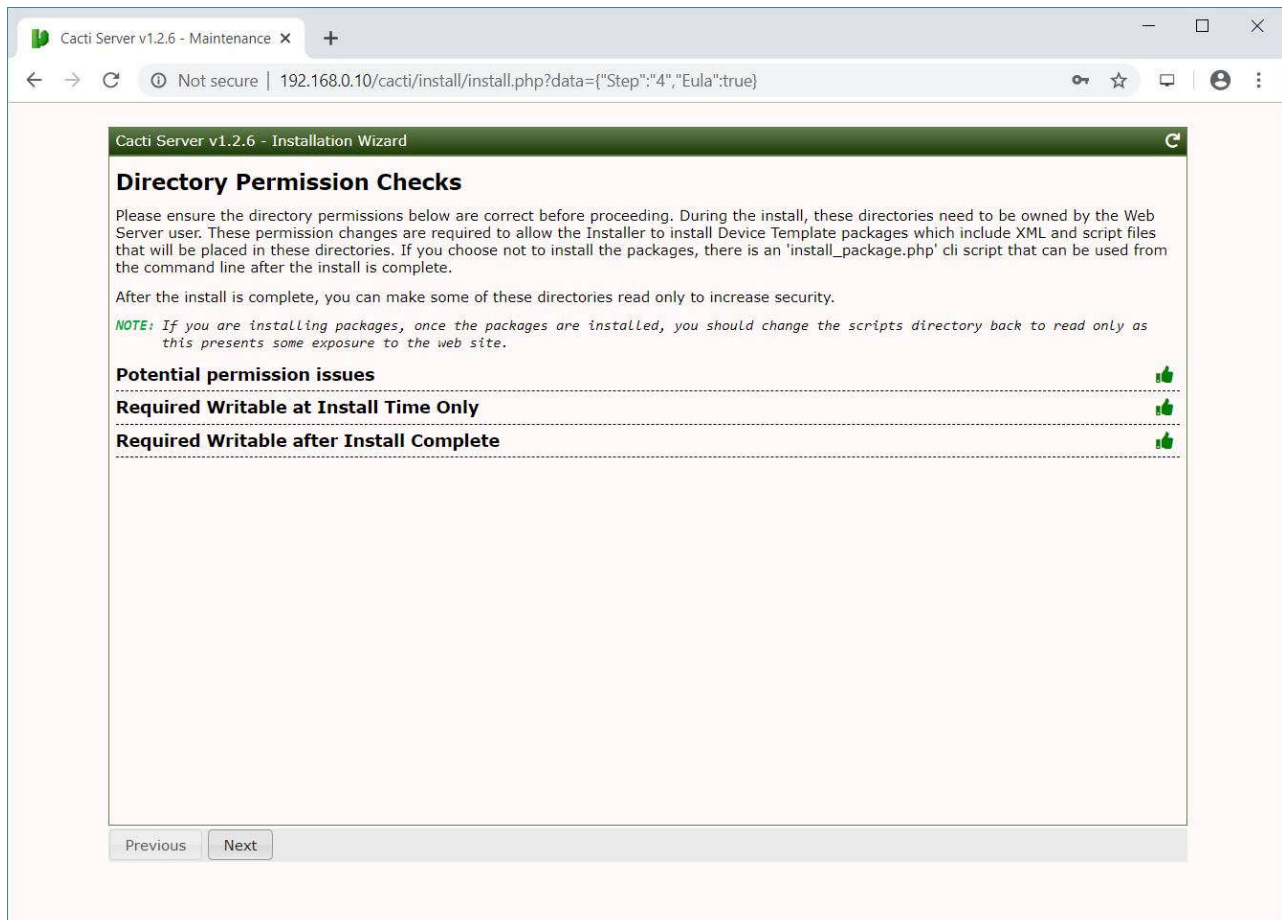 Cacti Server v1.2.6 - Maintenance
Not secure | 192.168.0.10/cacti/install/install.php?data={"Step":"4","Eula":true}
Cacti Server v1.2.6 - Installation Wizard
Directory Permission Checks
Please ensure the directory permissions below are correct before proceeding. During the install, these directories need to be owned by the Web
Server user. These permission changes are required to allow the Installer to install Device Template packages which include XML and script files
that will be placed in these directories. If you choose not to install the packages, there is an 'install_package.php' cli script that can be used from
the command line after the install is complete.
After the install is complete, you can make some of these directories read only to increase security.
NOTE: If you are installing packages, once the packages are installed, you should change the scripts directory back to read only as
this presents some exposure to the web site.
Potential permission issues
Required Writable at Install Time Only
Required Writable after Install Complete
Previous Next